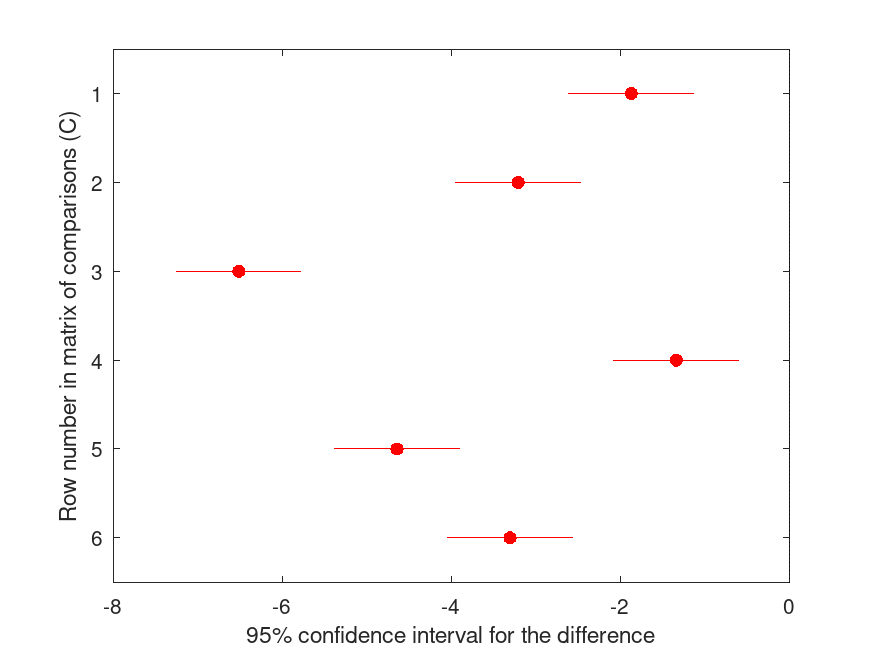 Row number in matrix of comparisons (C)
1
2
3
4
5
6
-8 -6 -4 -2 0
95% confidence interval for the difference